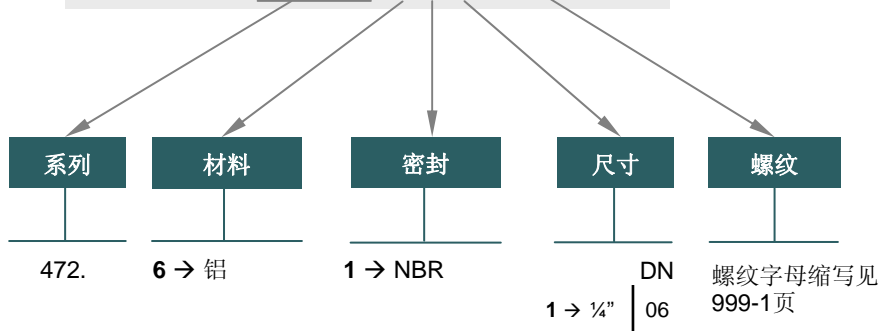 系列 材料 密封 尺寸 螺纹
472. 6 → 铝 1 → NBR DN 螺纹字母缩写见
1 → ¼” 06 999-1页